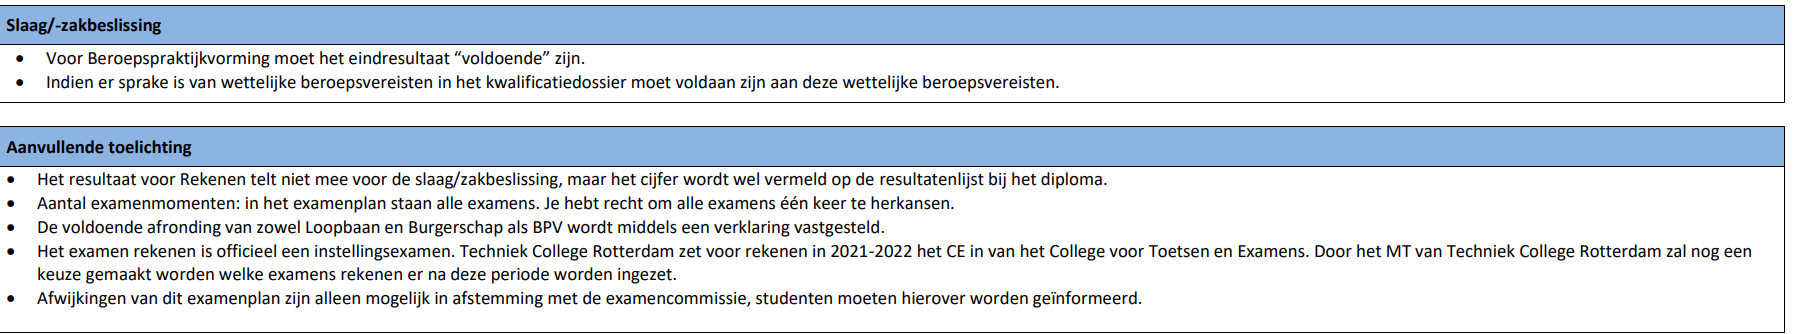 Slaag/-zakbeslissing
• Voor Beroepspraktijkvorming moet het eindresultaat “voldoende” zijn.
• Indien er sprake is van wettelijke beroepsvereisten in het kwalificatiedossier moet voldaan zijn aan deze wettelijke beroepsvereisten.
Aanvullende toelichting
• Het resultaat voor Rekenen telt niet mee voor de slaag/zakbeslissing, maar het cijfer wordt wel vermeld op de resultatenlijst bij het diploma.
• Aantal examenmomenten: in het examenplan staan alle examens. Je hebt recht om alle examens één keer te herkansen.
• De voldoende afronding van zowel Loopbaan en Burgerschap als BPV wordt middels een verklaring vastgesteld.
• Het examen rekenen is officieel een instellingsexamen. Techniek College Rotterdam zet voor rekenen in 2021-2022 het CE in van het College voor Toetsen en Examens. Door het MT van Techniek College Rotterdam zal nog een
keuze gemaakt worden welke examens rekenen er na deze periode worden ingezet.
• Afwijkingen van dit examenplan zijn alleen mogelijk in afstemming met de examencommissie, studenten moeten hierover worden geïnformeerd.